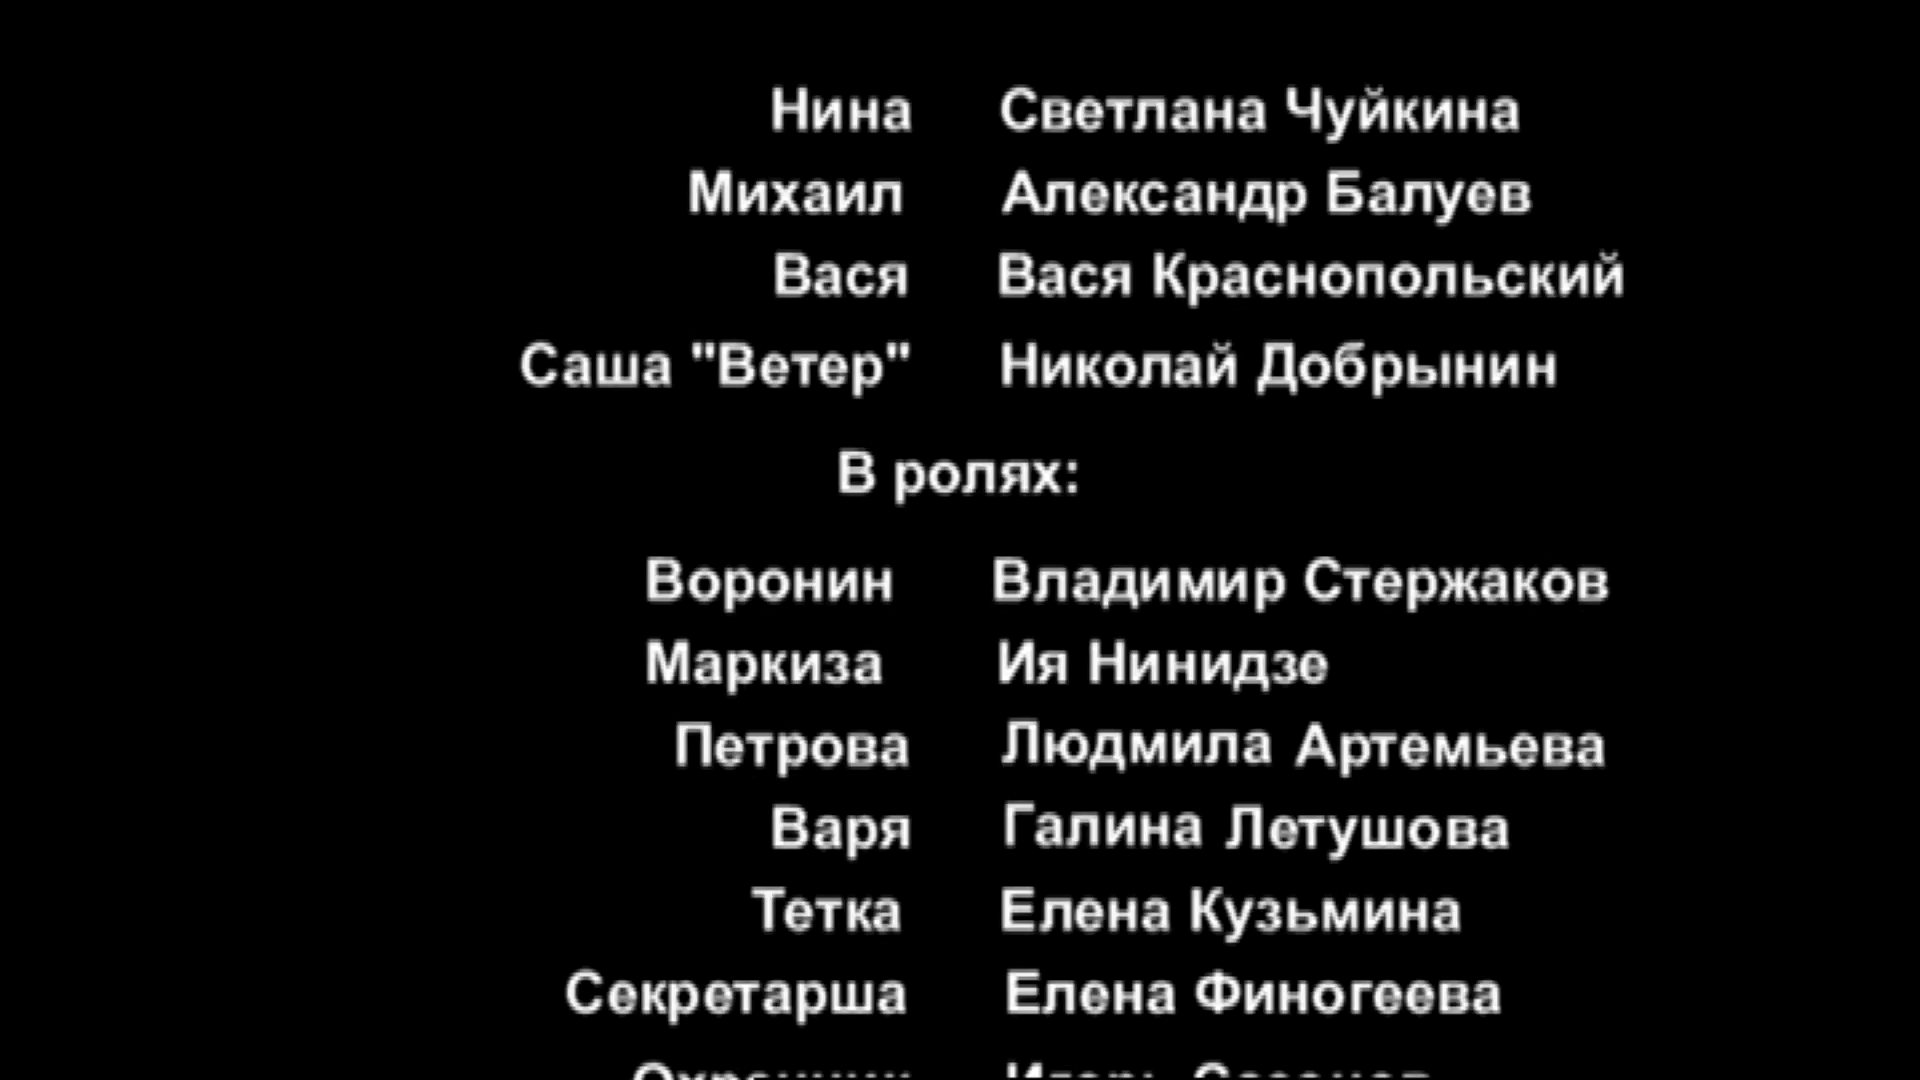 Нина Светлана Чуйкина
Михаил Александр Балуев
Вася Вася Краснопольский
Саша "Ветер" Николай Добрынин
В ролях:
Воронин Владимир Стержаков
Маркиза Ия Нинидзе
Петрова Людмила Артемьева
Варя Галина Летушова
Тетка Елена Кузьмина
Секретарша Елена Финогеева